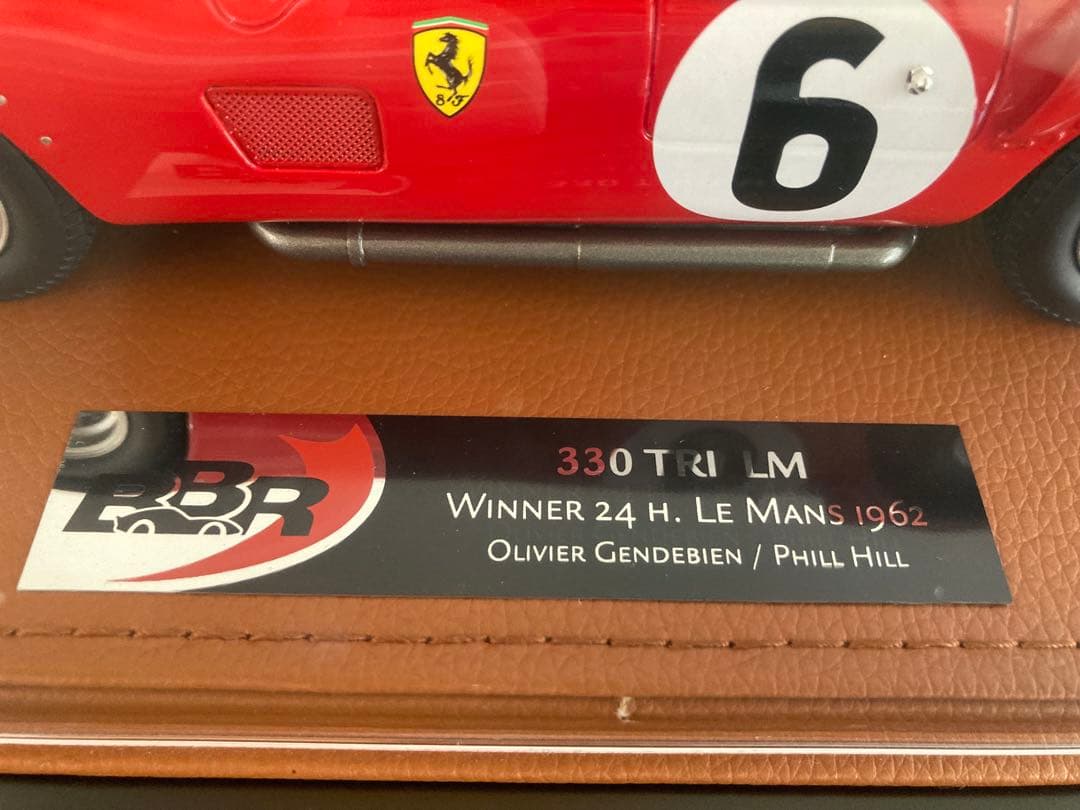 S F
6
BBR
330 TRI LM
WINNER 24 H. LE MANS 1962
OLIVIER GENDEBIEN / PHILL HILL